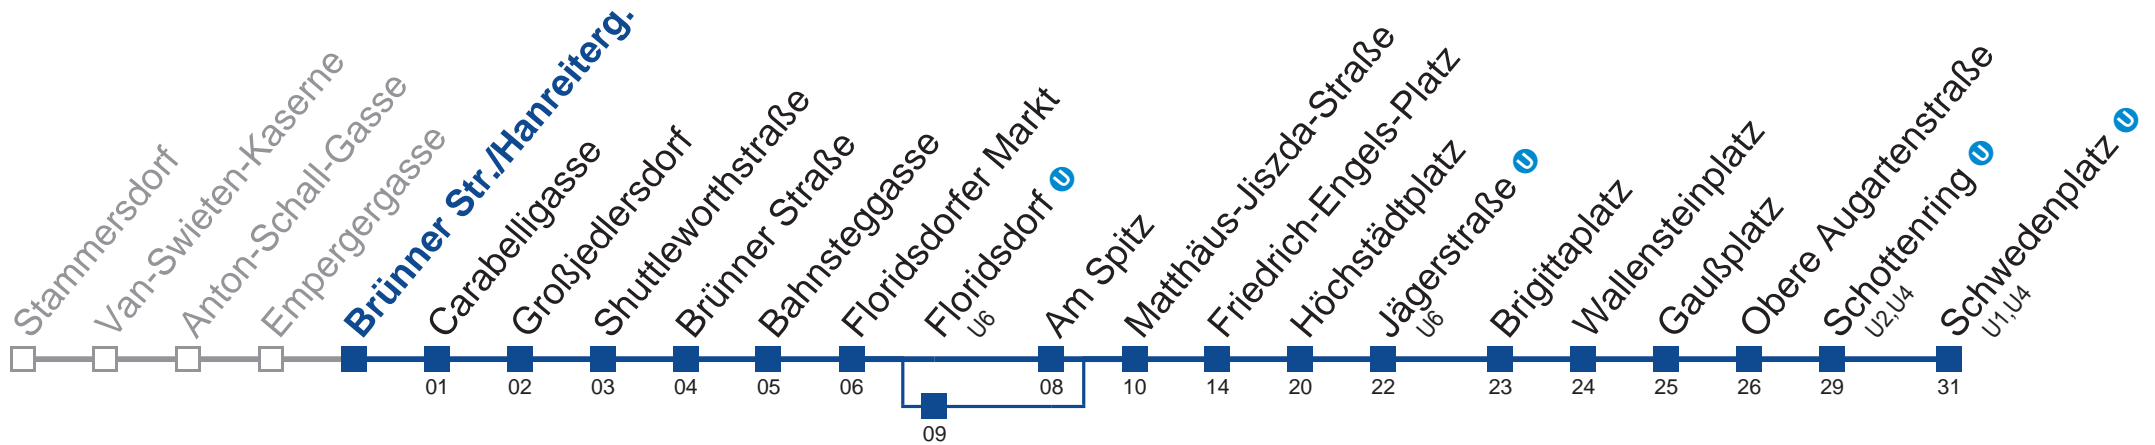 Stammersdorf
Van-Swieten-Kaserne
Anton-Schall-Gasse
Empergergasse
Brünner Str./Hanreiterg.
Carabelligasse
Großjedlersdorf
Shuttleworthstraße
Brünner Straße
Bahnsteggasse
Floridsdorfer Markt
Floridsdorf U
U6
Am Spitz
Matthäus-Jiszda-Straße
Friedrich-Engels-Platz
Höchstädtplatz
Jägerstraße U
U6
Brigittaplatz
Wallensteinplatz
Gaußplatz
Obere Augartenstraße
Schottenring U
U2,U4
Schwedenplatz U
U1,U4
01 02 03 04 05 06 08 10 14 20 22 23 24 25 26 29 31
09